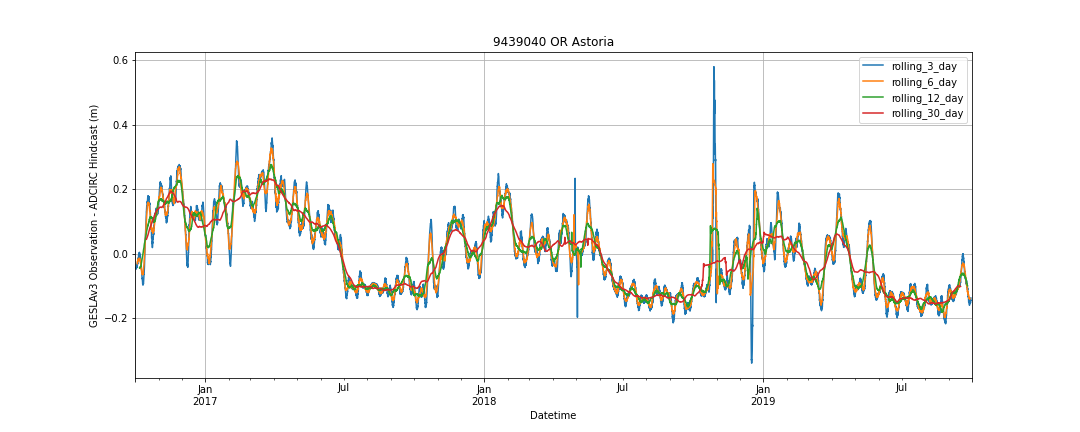 9439040 OR Astoria
GESLAv3 Observation - ADCIRC Hindcast (m)
0.6
0.4
0.2
0.0
−0.2
rolling_3_day
rolling_6_day
rolling_12_day
rolling_30_day
Jan
2017
Jul
Jan
2018
Jul
Jan
2019
Jul
Datetime